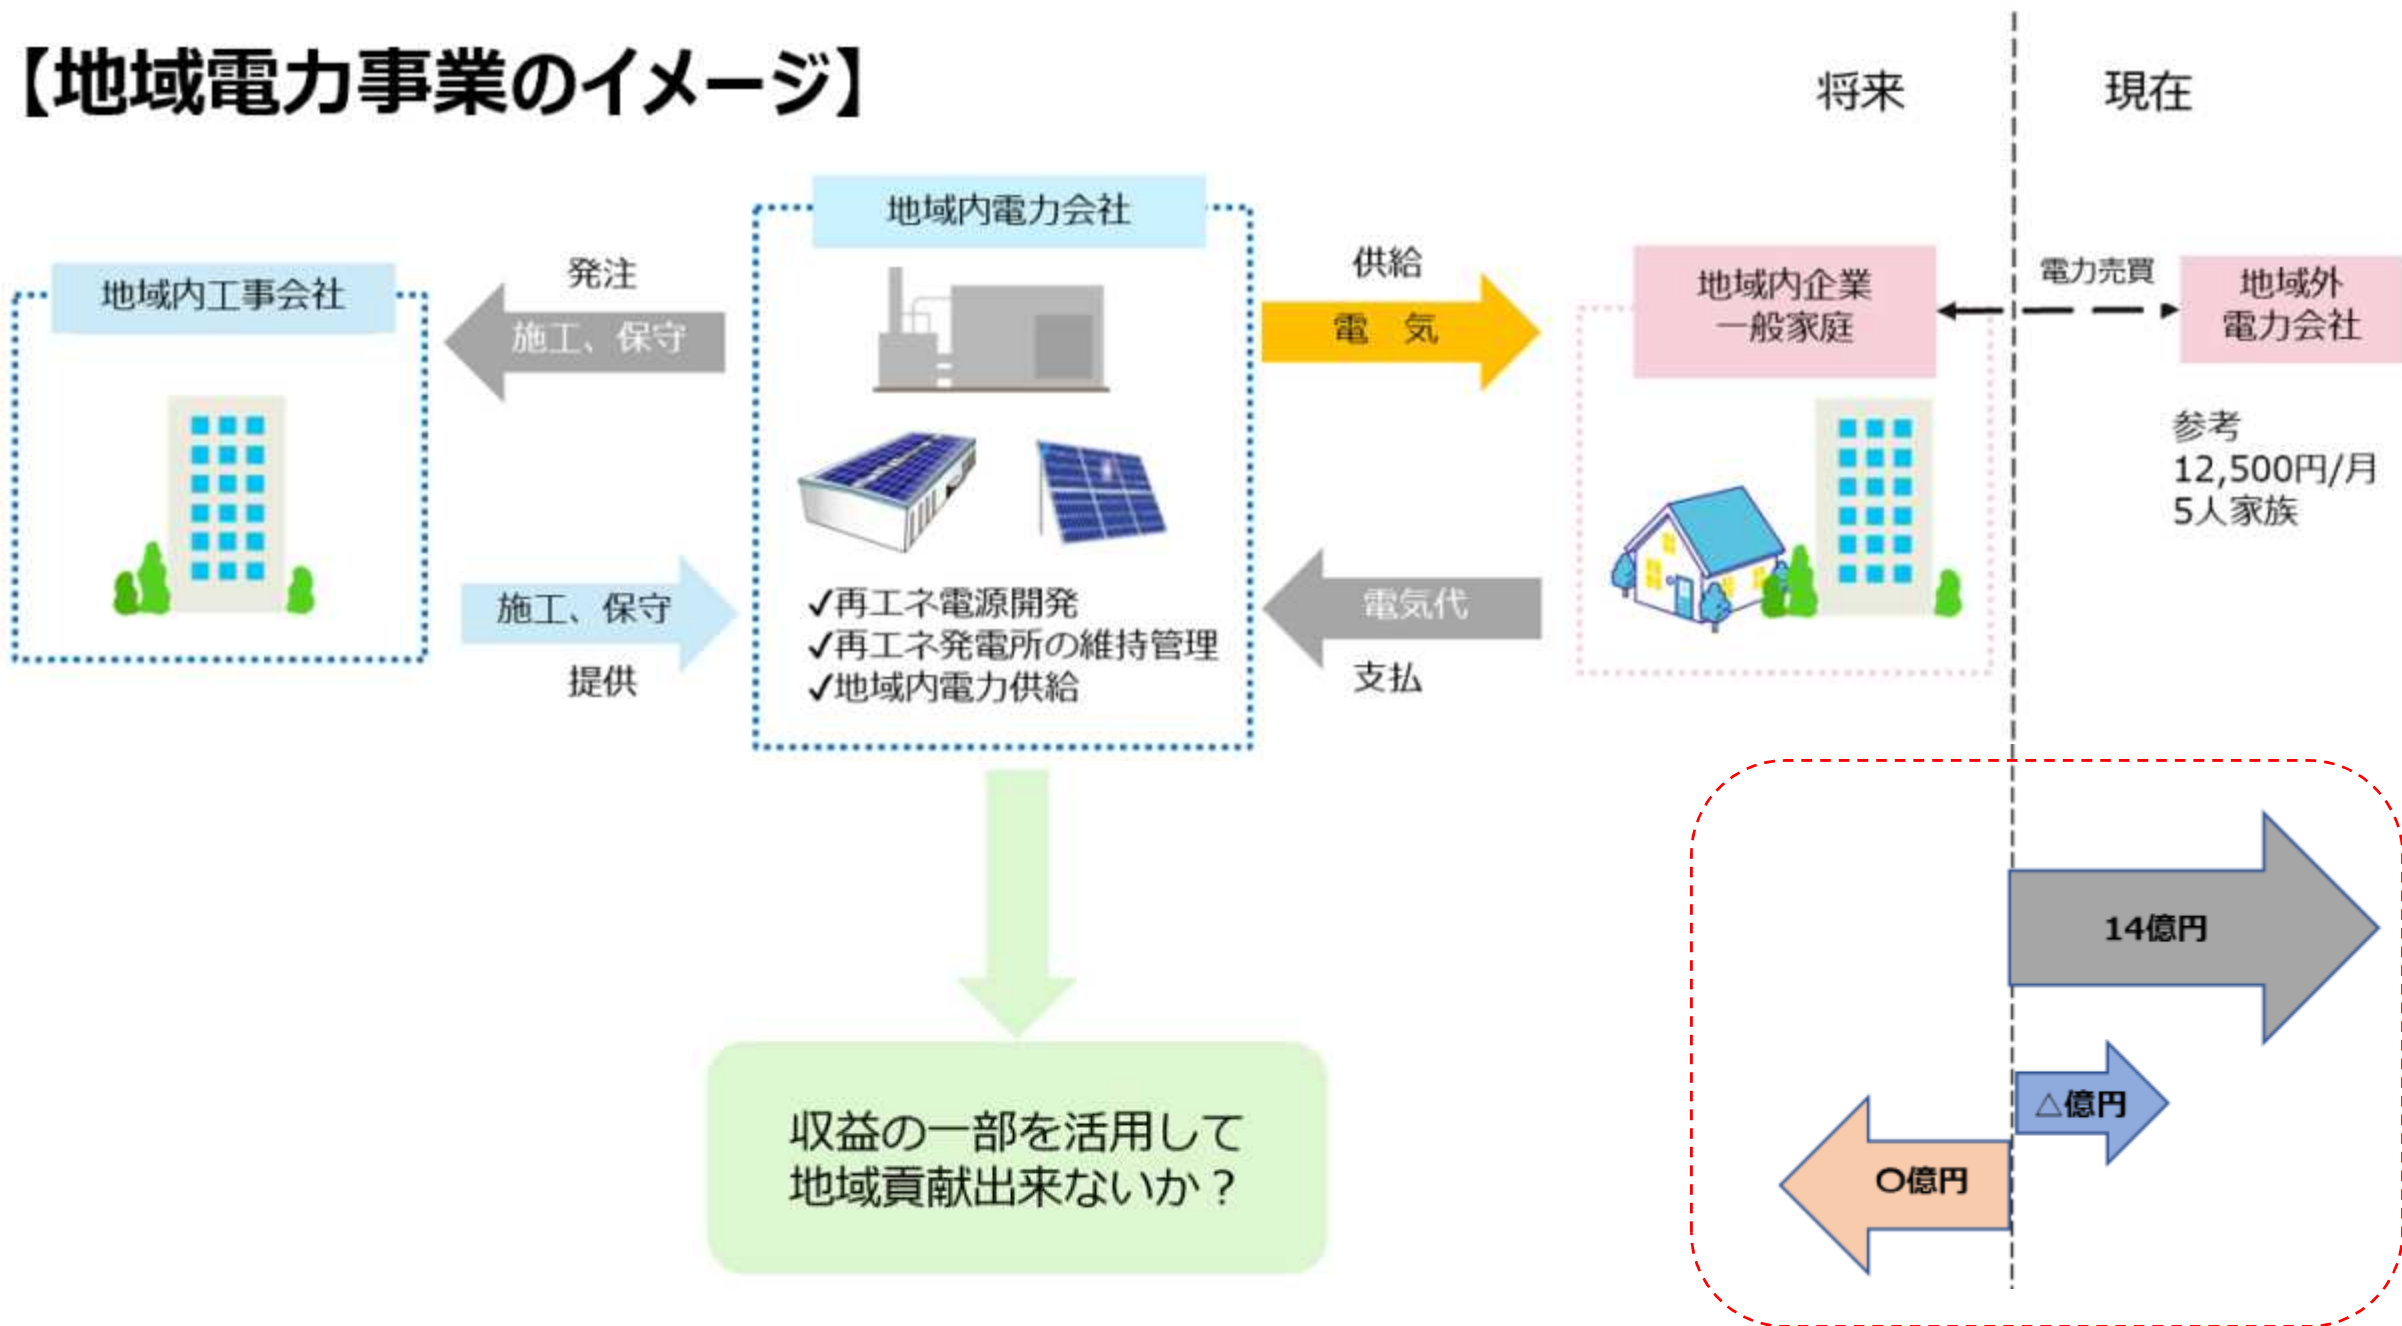 【地域電力事業のイメージ】
将来
現在
地域内工事会社
発注
施工、保守
施工、保守
提供
地域内電力会社
✓再エネ電源開発
✓再エネ発電所の維持管理
✓地域内電力供給
供給
電　気
電気代
支払
地域内企業
一般家庭
電力売買
地域外
電力会社
参考
12,500円/月
5人家族
収益の一部を活用して
地域貢献出来ないか？
14億円
△億円
〇億円